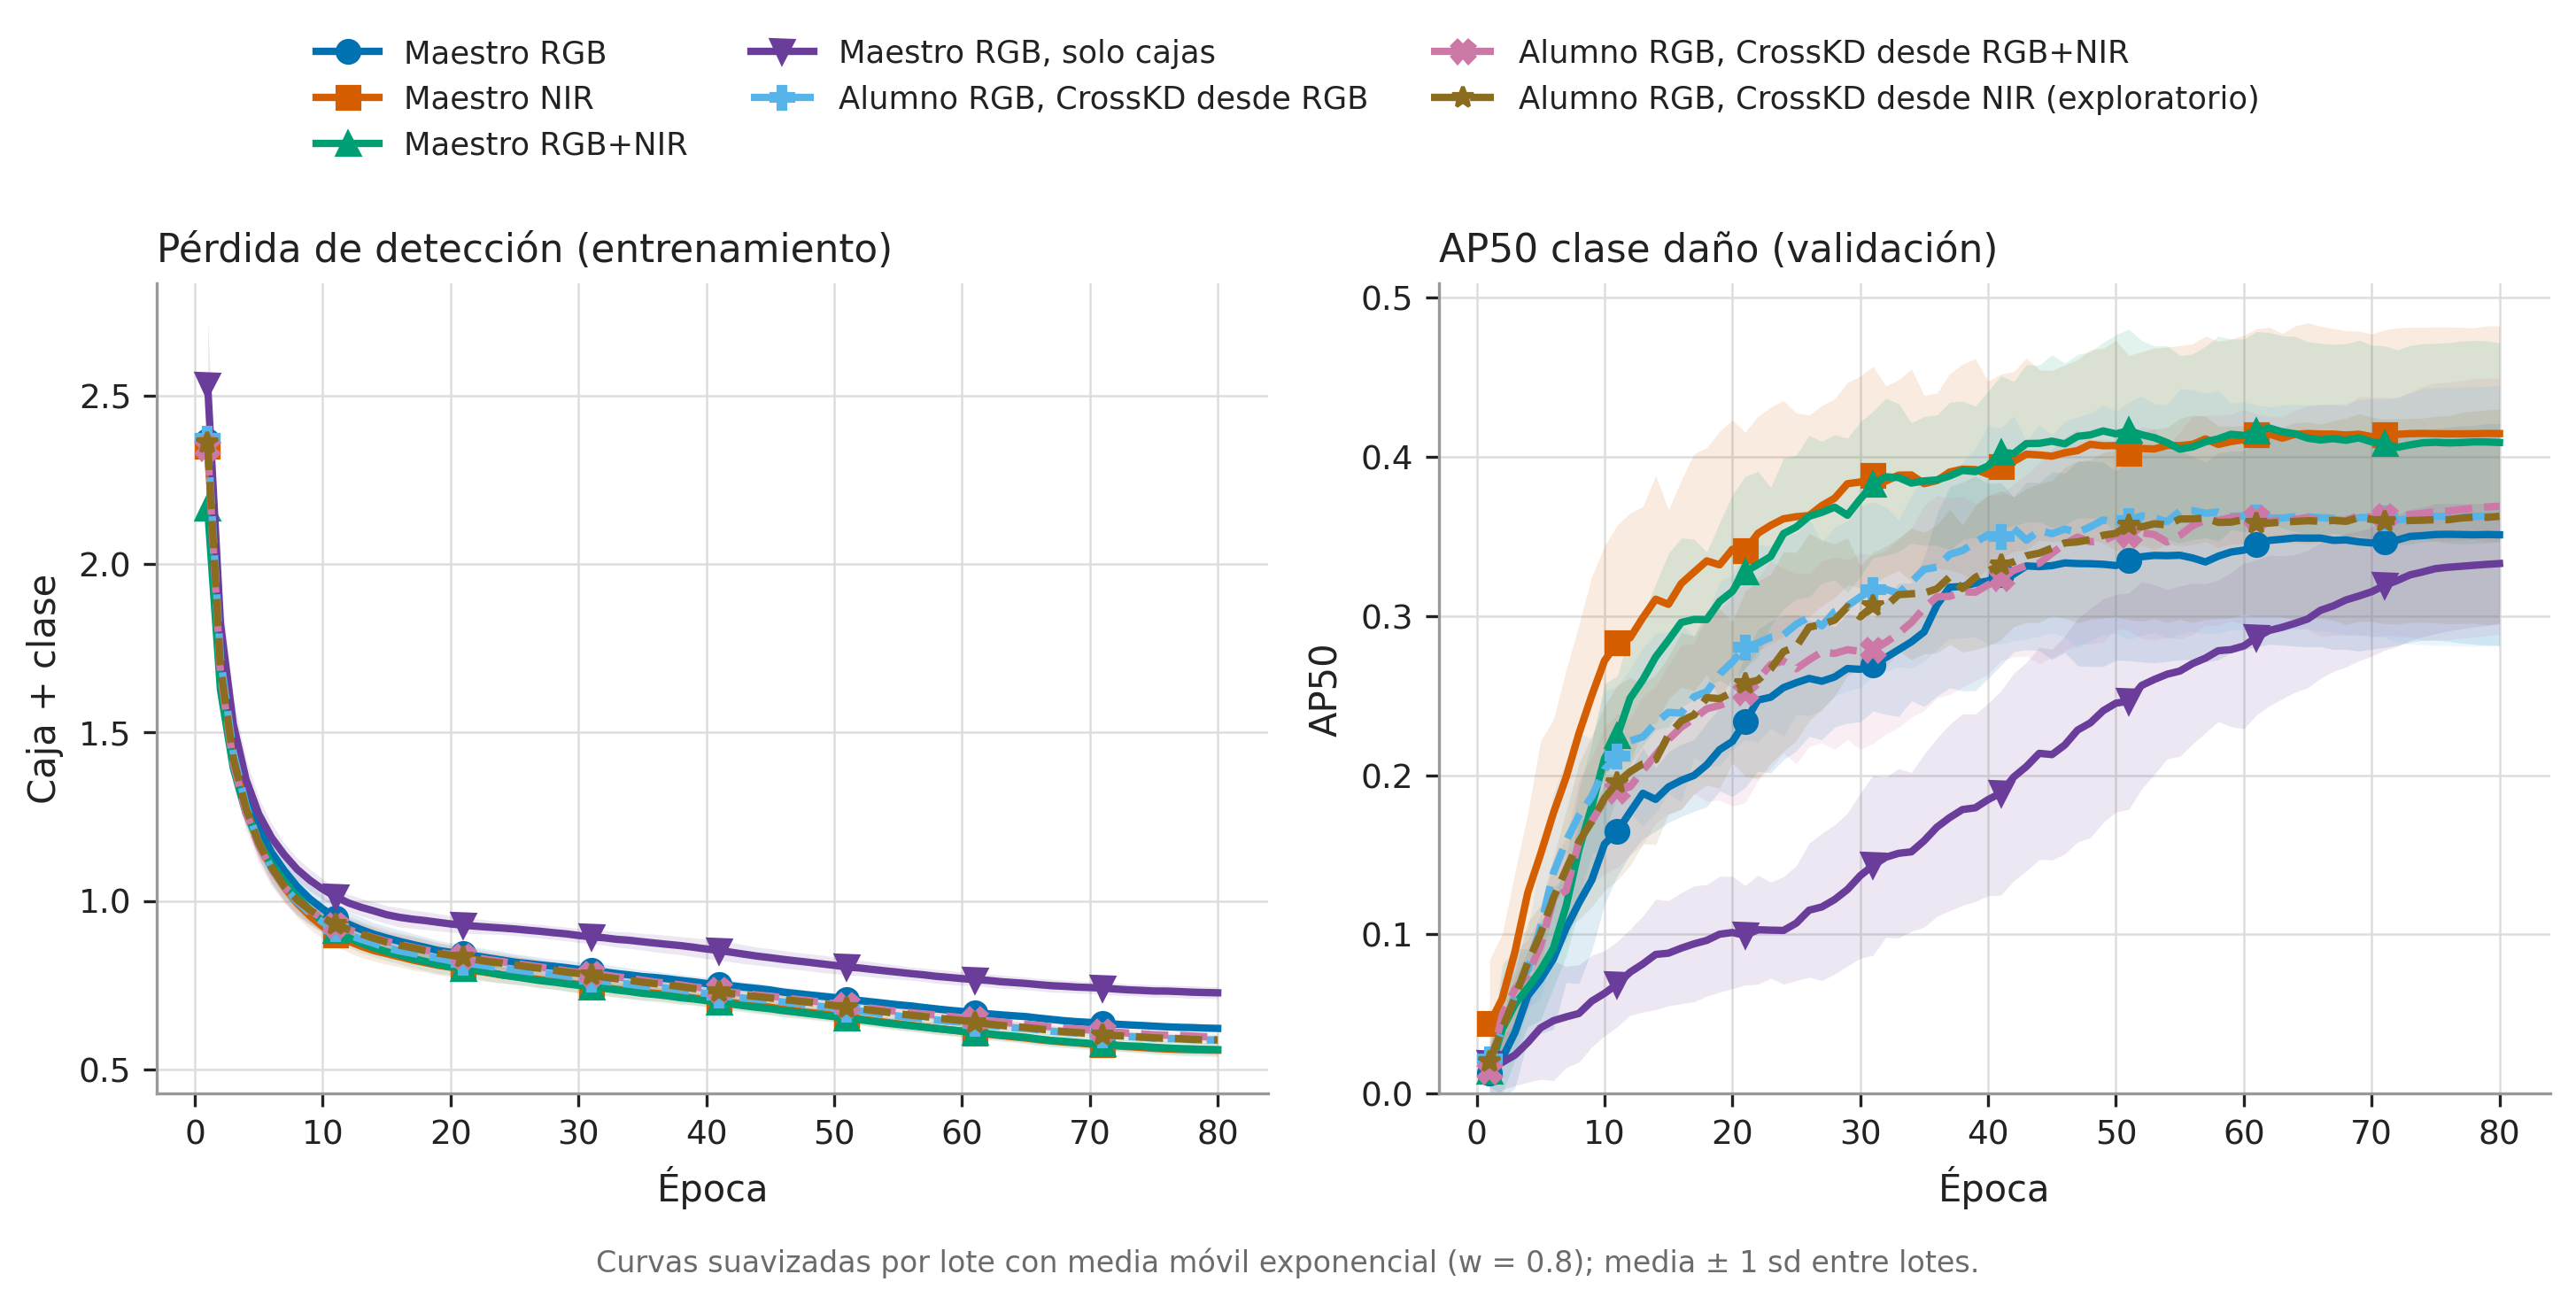 Maestro RGB
Maestro NIR
Maestro RGB+NIR
Maestro RGB, solo cajas
Alumno RGB, CrossKD desde RGB
Alumno RGB, CrossKD desde RGB+NIR
Alumno RGB, CrossKD desde NIR (exploratorio)
Pérdida de detección (entrenamiento)
Caja + clase
2.5
2.0
1.5
1.0
0.5
0 10 20 30 40 50 60 70 80
Época
AP50 clase daño (validación)
AP50
0.5
0.4
0.3
0.2
0.1
0.0
0 10 20 30 40 50 60 70 80
Época
Curvas suavizadas por lote con media móvil exponencial (w = 0.8); media ± 1 sd entre lotes.